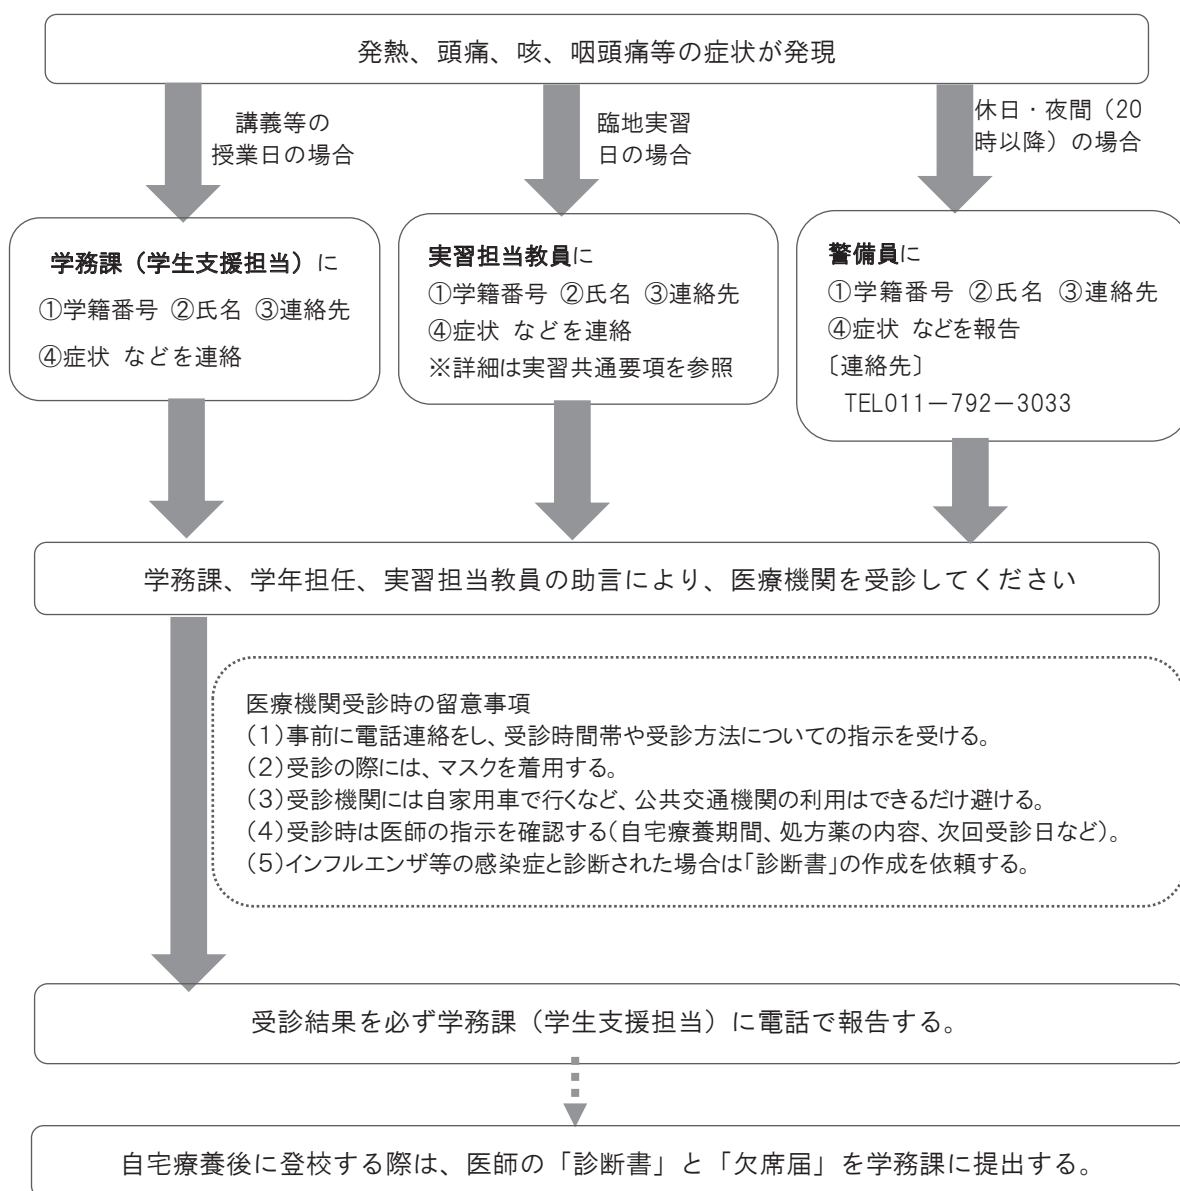 発熱、頭痛、咳、咽頭痛等の症状が発現
講義等の
授業日の場合
臨地実習
日の場合
休日・夜間（20
時以降）の場合
学務課（学生支援担当）に
①学籍番号 ②氏名 ③連絡先
④症状 などを連絡
実習担当教員に
①学籍番号 ②氏名 ③連絡先
④症状 などを連絡
※詳細は実習共通要項を参照
警備員に
①学籍番号 ②氏名 ③連絡先
④症状 などを報告
〔連絡先〕
TEL011－792－3033
学務課、学年担任、実習担当教員の助言により、医療機関を受診してください
医療機関受診時の留意事項
（1）事前に電話連絡をし、受診時間帯や受診方法についての指示を受ける。
（2）受診の際には、マスクを着用する。
（3）受診機関には自家用車で行くなど、公共交通機関の利用はできるだけ避ける。
（4）受診時は医師の指示を確認する（自宅療養期間、処方薬の内容、次回受診日など）。
（5）インフルエンザ等の感染症と診断された場合は「診断書」の作成を依頼する。
受診結果を必ず学務課（学生支援担当）に電話で報告する。
自宅療養後に登校する際は、医師の「診断書」と「欠席届」を学務課に提出する。